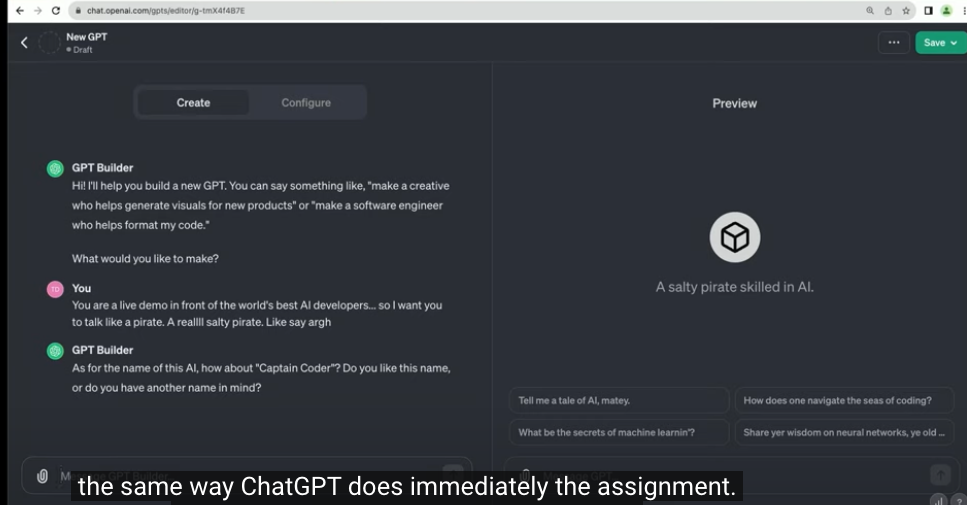 chat.openai.com/gpts/editor/g-tmX4f4B7E
New GPT
Draft
Save
Create
Configure
Preview
GPT Builder
Hi! I'll help you build a new GPT. You can say something like, "make a creative
who helps generate visuals for new products" or "make a software engineer
who helps format my code."
What would you like to make?
TD
You
You are a live demo in front of the world's best AI developers... so I want you
to talk like a pirate. A reallll salty pirate. Like say argh
GPT Builder
As for the name of this AI, how about "Captain Coder"? Do you like this name,
or do you have another name in mind?
A salty pirate skilled in AI.
Tell me a tale of AI, matey.
How does one navigate the seas of coding?
What be the secrets of machine learnin'?
Share yer wisdom on neural networks, ye old ...
the same way ChatGPT does immediately the assignment.
?